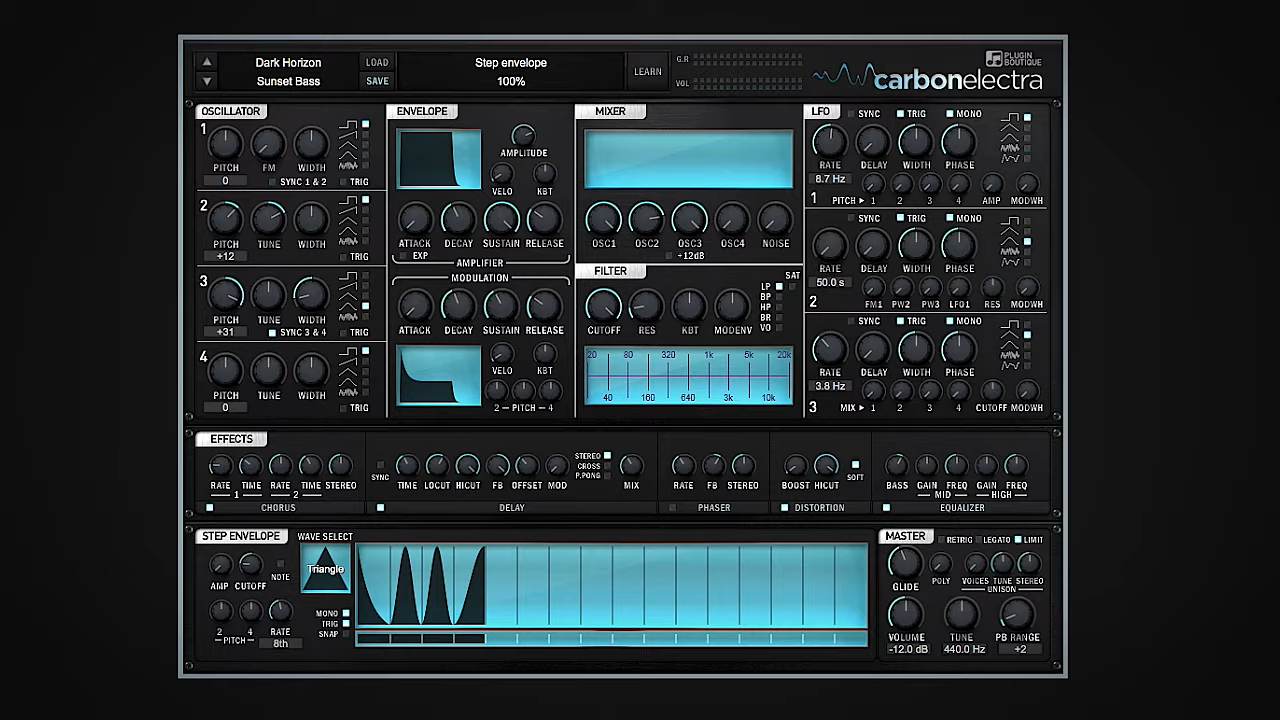 Dark Horizon
LOAD
Step envelope
LEARN
G.R
PLUGIN
BOUTIQUE
Sunset Bass
SAVE
100%
VOL
carbonelectra
OSCILLATOR
1
PITCH FM WIDTH
0
SYNC 1 & 2 TRIG
2
PITCH TUNE WIDTH
+12
TRIG
3
PITCH TUNE WIDTH
+31
SYNC 3 & 4 TRIG
4
PITCH TUNE WIDTH
0
TRIG
ENVELOPE
AMPLITUDE
VELO KBT
ATTACK DECAY SUSTAIN RELEASE
EXP
AMPLIFIER
MODULATION
ATTACK DECAY SUSTAIN RELEASE
VELO KBT
2 PITCH 4
MIXER
OSC1 OSC2 OSC3 OSC4 NOISE
+12dB
FILTER
SAT
LP
BP
HP
BR
VO
CUTOFF RES KBT MODENV
20 80 320 1k 5k 20k
40 160 640 3k 10k
LFO
SYNC TRIG MONO
RATE DELAY WIDTH PHASE
8.7 Hz
1 PITCH 1 2 3 4 AMP MODWH
SYNC TRIG MONO
RATE DELAY WIDTH PHASE
50.0 s
2 FM1 PW2 PW3 LFO1 RES MODWH
SYNC TRIG MONO
RATE DELAY WIDTH PHASE
3.8 Hz
3 MIX 1 2 3 4 CUTOFF MODWH
EFFECTS
RATE TIME RATE TIME STEREO
1 2
CHORUS
SYNC
TIME LOCUT HICUT FB OFFSET MOD
STEREO
CROSS
P.PONG
MIX
DELAY
RATE FB STEREO
PHASER
BOOST HICUT SOFT
DISTORTION
BASS GAIN FREQ GAIN FREQ
MID HIGH
EQUALIZER
STEP ENVELOPE
WAVE SELECT
AMP CUTOFF NOTE
Triangle
2 4 RATE
PITCH
8th
MONO
TRIG
SNAP
MASTER
RETRIG LEGATO LIMIT
GLIDE POLY VOICES TUNE STEREO
UNISON
VOLUME TUNE PB RANGE
-12.0 dB 440.0 Hz +2